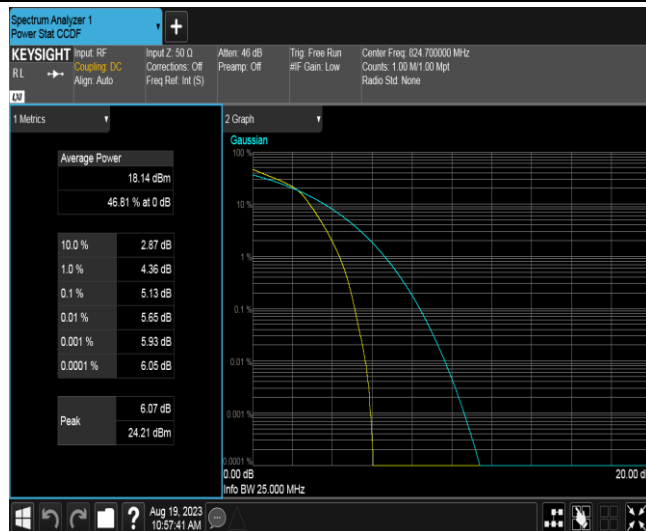 Spectrum Analyzer 1
Power Stat CCDF
+
KEYSIGHT
RL
Input: RF
Coupling: DC
Align: Auto
Input Z: 50 Ω
Corrections: Off
Freq Ref: Int (S)
Atten: 46 dB
Preamp: Off
Trig: Free Run
#IF Gain: Low
Center Freq: 824.700000 MHz
Counts: 1.00 M/1.00 Mpt
Radio Std: None
1 Metrics
Average Power
18.14 dBm
46.81 % at 0 dB
10.0 % 2.87 dB
1.0 % 4.36 dB
0.1 % 5.13 dB
0.01 % 5.65 dB
0.001 % 5.93 dB
0.0001 % 6.05 dB
Peak
6.07 dB
24.21 dBm
2 Graph
Gaussian
100 %
10 %
1 %
0.1 %
0.01 %
0.001 %
0.0001 %
0.00 dB
20.00 d
Info BW 25.000 MHz
?
Aug 19, 2023
10:57:41 AM